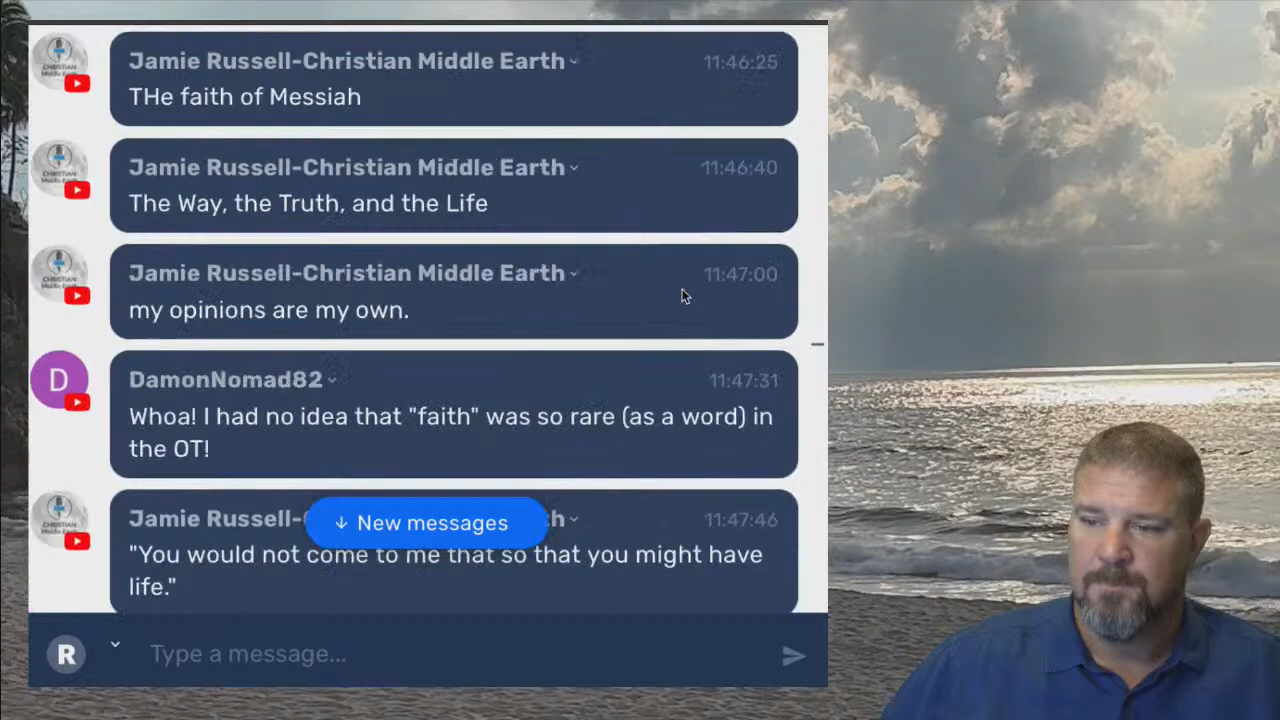 Jamie Russell-Christian Middle Earth 11:46:25
THe faith of Messiah
Jamie Russell-Christian Middle Earth 11:46:40
The Way, the Truth, and the Life
Jamie Russell-Christian Middle Earth 11:47:00
my opinions are my own.
D
DamonNomad82 11:47:31
Whoa! I had no idea that "faith" was so rare (as a word) in
the OT!
Jamie Russell- th 11:47:46
↓ New messages
"You would not come to me that so that you might have
life."
R Type a message...